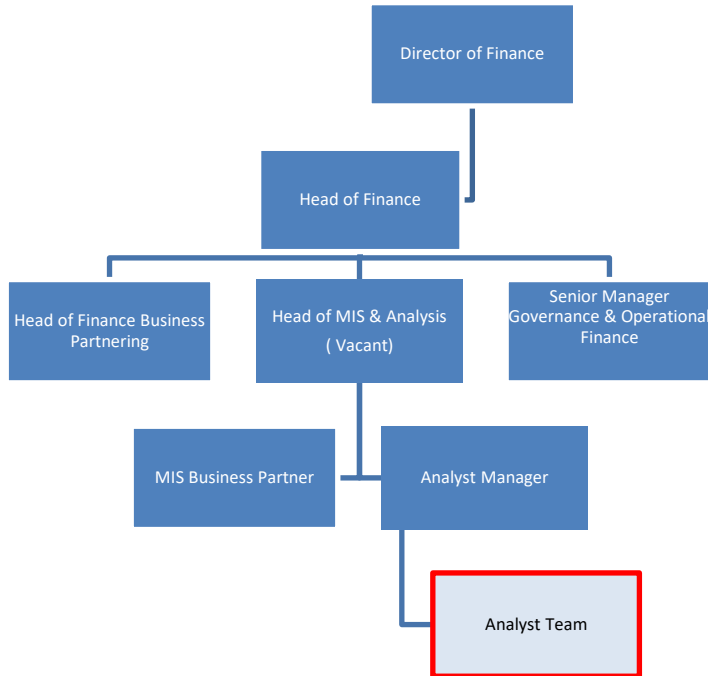 Director of Finance
Head of Finance
Head of Finance Business
Partnering
Head of MIS & Analysis
( Vacant)
Senior Manager
Governance & Operational
Finance
MIS Business Partner
Analyst Manager
Analyst Team